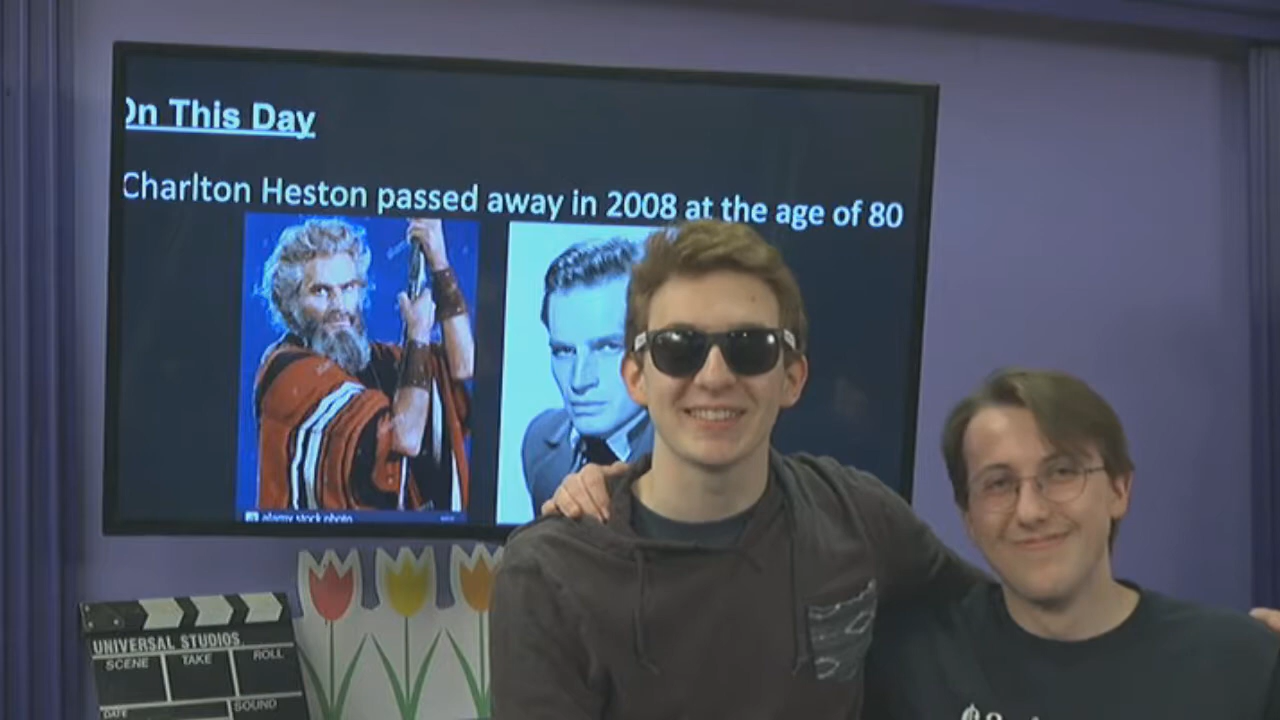 On This Day
Charlton Heston passed away in 2008 at the age of 80
alamy stock photo
UNIVERSAL STUDIOS
SCENE TAKE ROLL
DATE SOUND